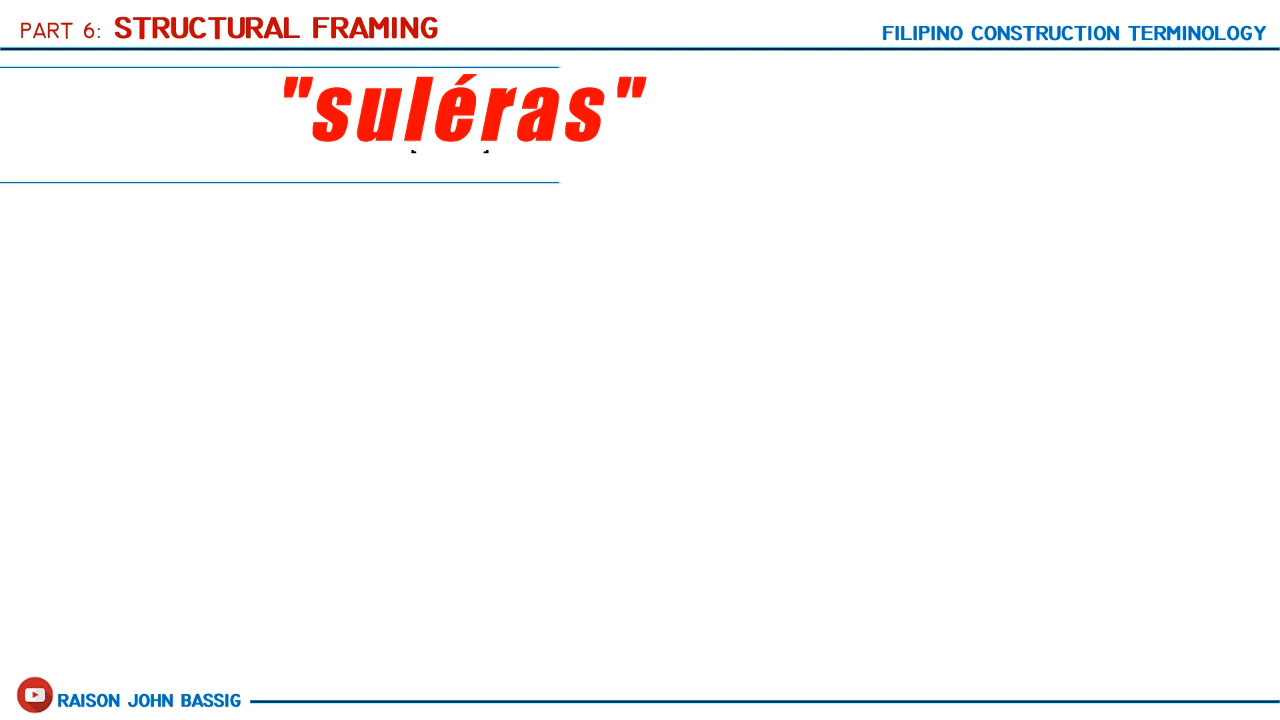 PART 6: STRUCTURAL FRAMING
FILIPINO CONSTRUCTION TERMINOLOGY
"suléras"
RAISON JOHN BASSIG